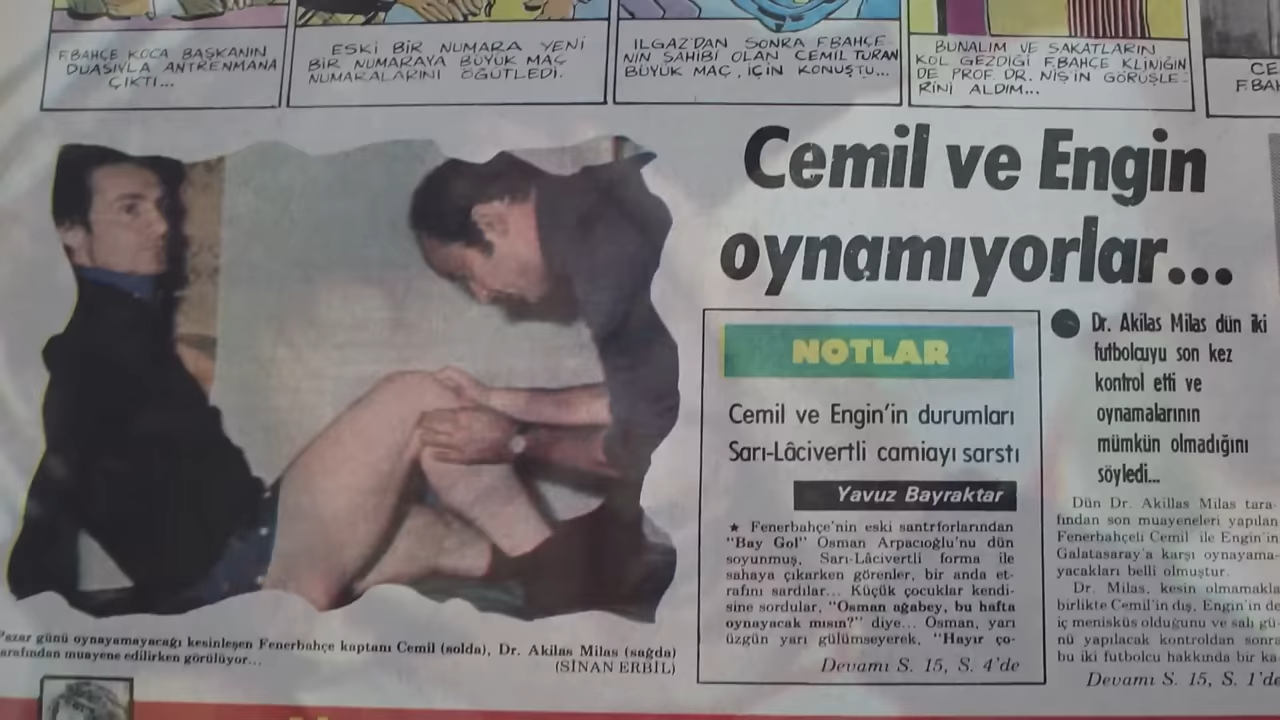 F.BAHÇE KOCA BAŞKANIN
DUASIYLA ANTRENMANA
ÇIKTI...
ESKİ BİR NUMARA YENİ
BİR NUMARAYA BÜYÜK MAÇ
NUMARALARINI ÖĞÜTLEDİ.
ILGAZ'DAN SONRA F.BAHÇE-
NİN SAHİBİ OLAN CEMİL TURAN
BÜYÜK MAÇ, İÇİN KONUŞTU...
BUNALIM VE SAKATLARIN
KOL GEZDİĞİ F.BAHÇE KLİNİĞİN
DE PROF. DR. NİŞ'İN GÖRÜŞLE-
RİNİ ALDIM...
CE
F.BAH
Cemil ve Engin
oynamıyorlar...
NOTLAR
Cemil ve Engin'in durumları
Sarı-Lâcivertli camiayı sarstı
Yavuz Bayraktar
★ Fenerbahçe'nin eski santrforlarından
"Bay Gol" Osman Arpacıoğlu'nu dün
soyunmuş, Sarı-Lâcivertli forma ile
sahaya çıkarken görenler, bir anda et-
rafını sardılar... Küçük çocuklar kendi-
sine sordular, "Osman ağabey, bu hafta
oynayacak mısın?" diye... Osman, yarı
üzgün yarı gülümseyerek, "Hayır ço-
Devamı S. 15, S. 4'de
● Dr. Akilas Milas dün iki
futbolcuyu son kez
kontrol etti ve
oynamalarının
mümkün olmadığını
söyledi...
Dün Dr. Akillas Milas tara-
fından son muayeneleri yapılan
Fenerbahçeli Cemil ile Engin'in
Galatasaray'a karşı oynayama-
yacakları belli olmuştur.
Dr. Milas, kesin olmamakla
birlikte Cemil'in dış, Engin'in de
iç menisküs olduğunu ve salı gü-
nü yapılacak kontroldan sonra
bu iki futbolcu hakkında bir ka-
Devamı S. 15, S. 1'de
Pazar günü oynayamayacağı kesinleşen Fenerbahçe kaptanı Cemil (solda), Dr. Akilas Milas (sağda)
tarafından muayene edilirken görülüyor...
(SİNAN ERBİL)